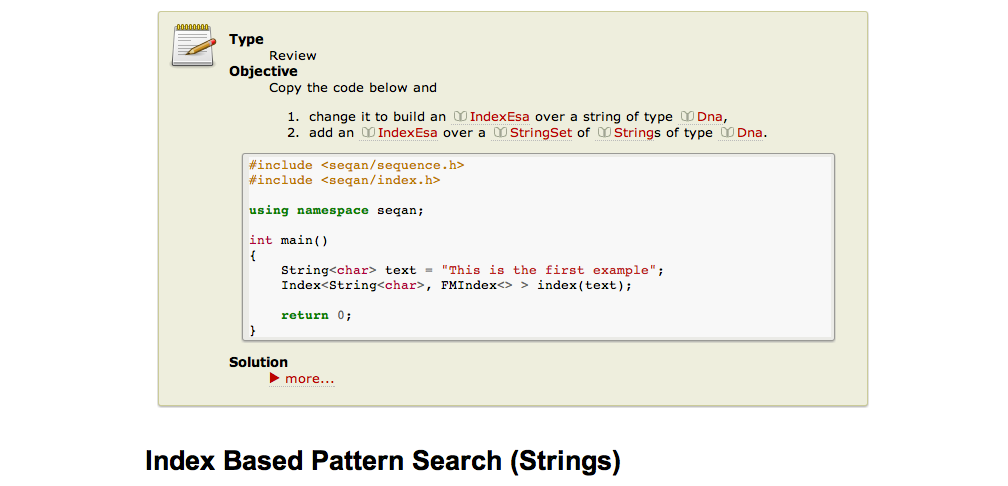 Type
Review
Objective
Copy the code below and
1. change it to build an IndexEsa over a string of type Dna,
2. add an IndexEsa over a StringSet of Strings of type Dna.
#include <seqan/sequence.h>
#include <seqan/index.h>
using namespace seqan;
int main()
{
    String<char> text = "This is the first example";
    Index<String<char>, FMIndex<> > index(text);
    return 0;
}
Solution
▶ more...
Index Based Pattern Search (Strings)